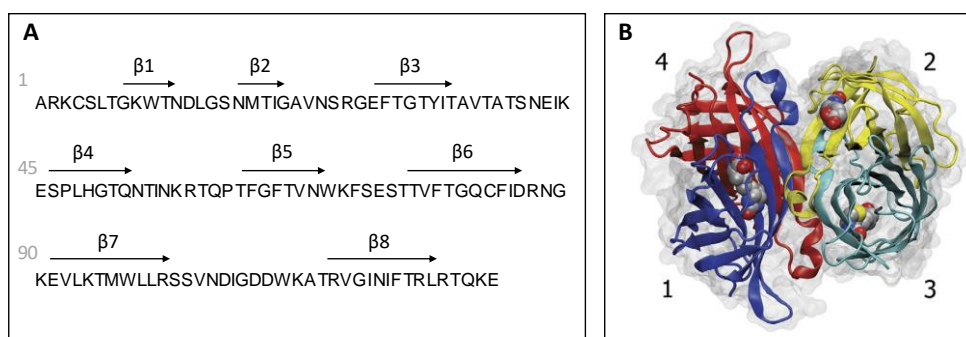 A
B
β1 β2 β3
1
ARKCSLTGKWTNDLGSNMTIGAVNSRGEFTGTYITAVTATSNEIK
β4 β5 β6
45
ESPLHGTQNTINKRTQPTFGFTVNWKFSESTTVFTGQCFIDRNG
β7 β8
90
KEVLKTMWLLRSSVNDIGDDWKATRVGINIFTRLRTQKE
4 2
1 3